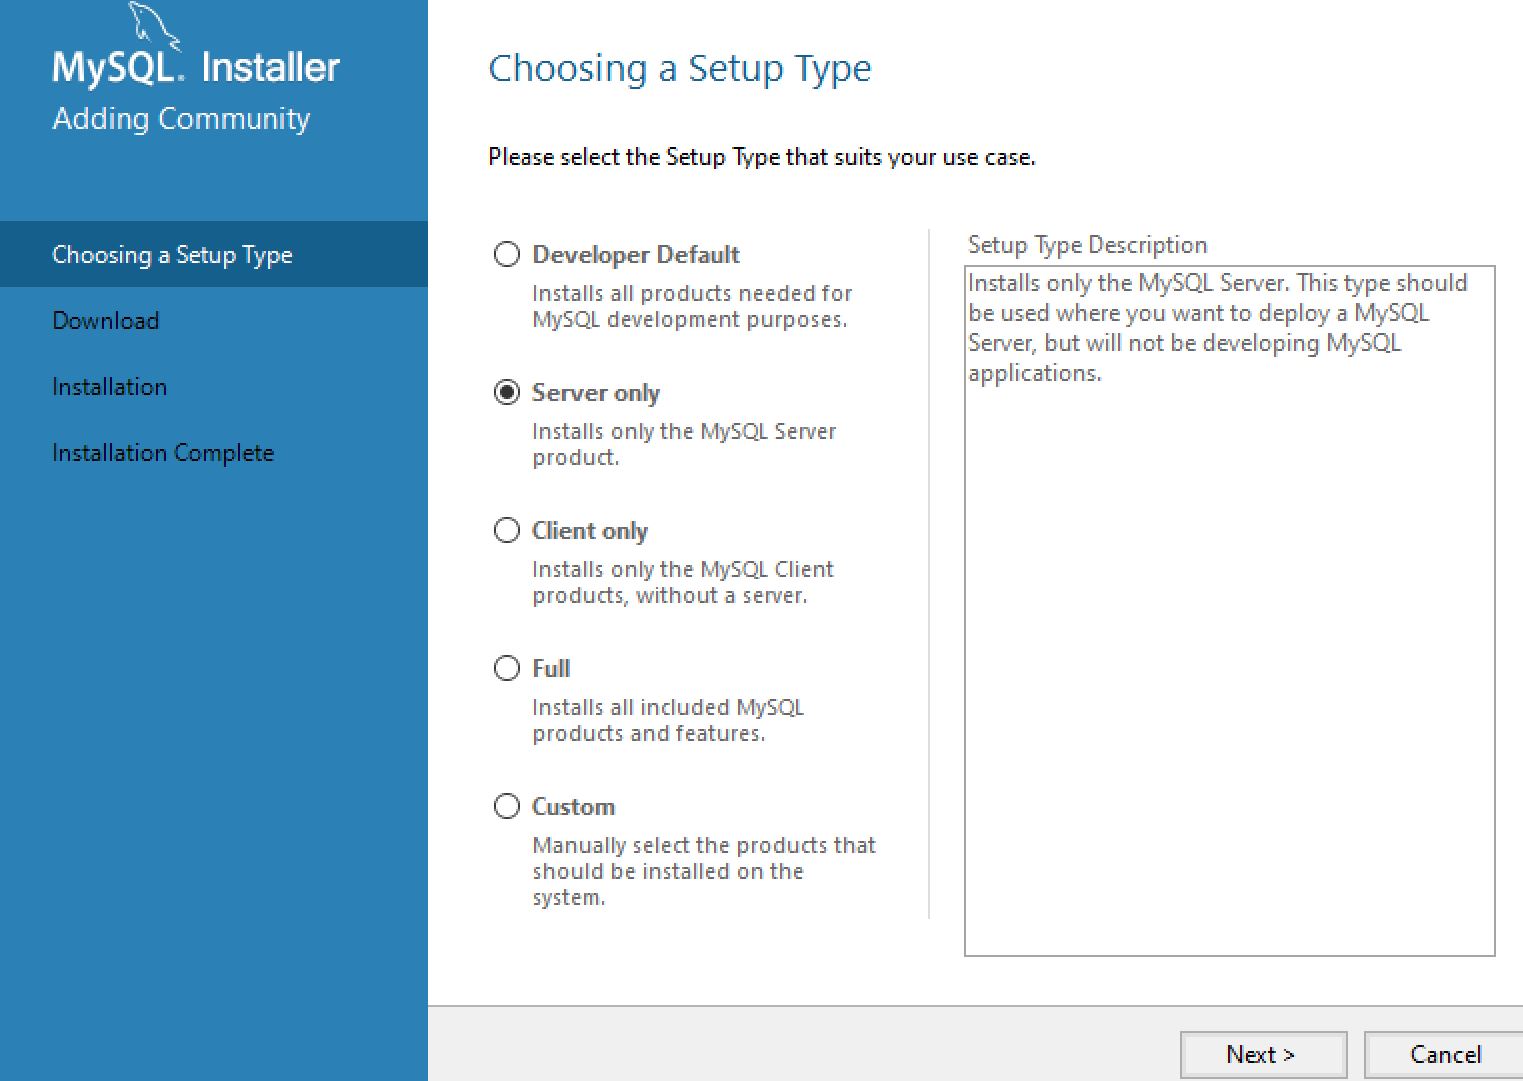 MySQL. Installer
Adding Community
Choosing a Setup Type
Download
Installation
Installation Complete
Choosing a Setup Type
Please select the Setup Type that suits your use case.
Developer Default
Installs all products needed for
MySQL development purposes.
Server only
Installs only the MySQL Server
product.
Client only
Installs only the MySQL Client
products, without a server.
Full
Installs all included MySQL
products and features.
Custom
Manually select the products that
should be installed on the
system.
Setup Type Description
Installs only the MySQL Server. This type should
be used where you want to deploy a MySQL
Server, but will not be developing MySQL
applications.
Next >
Cancel